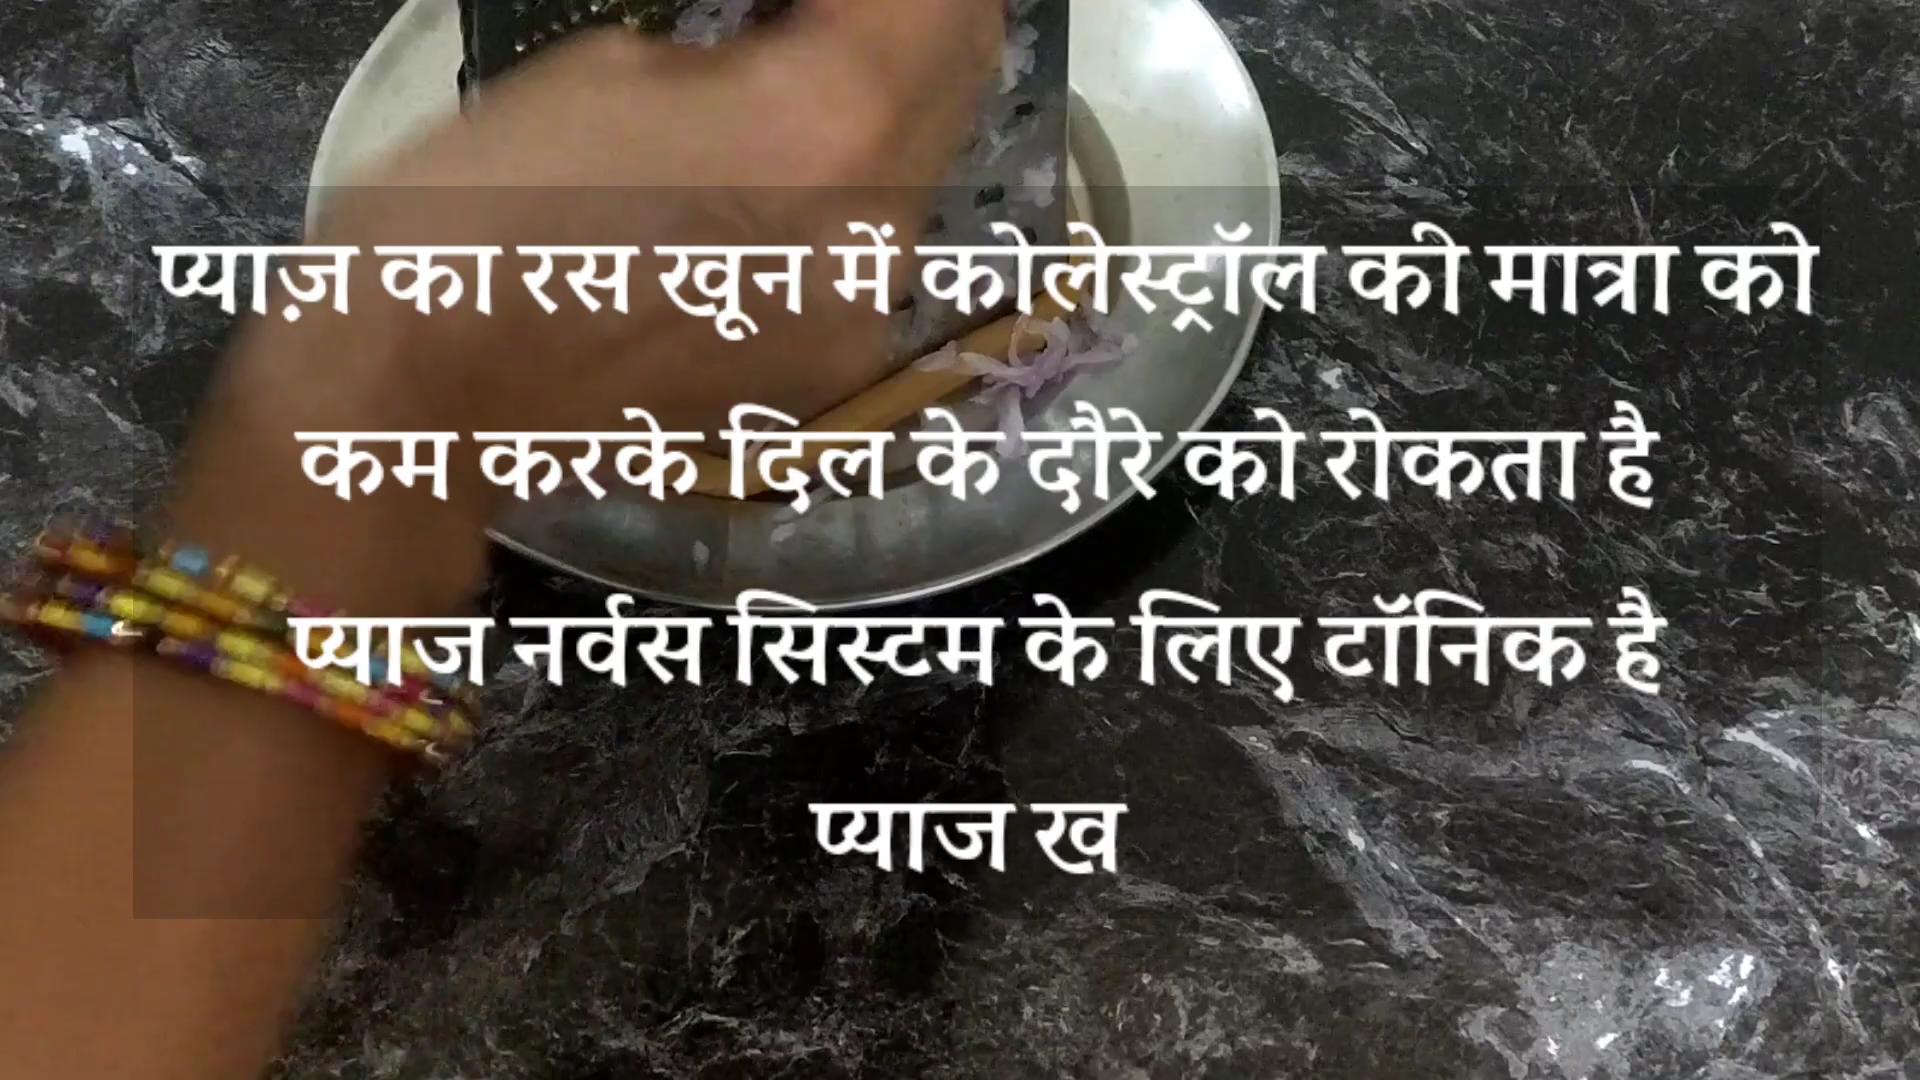 प्याज़ का रस खून में कोलेस्ट्रॉल की मात्रा को
कम करके दिल के दौरे को रोकता है
प्याज नर्वस सिस्टम के लिए टॉनिक है
प्याज ख